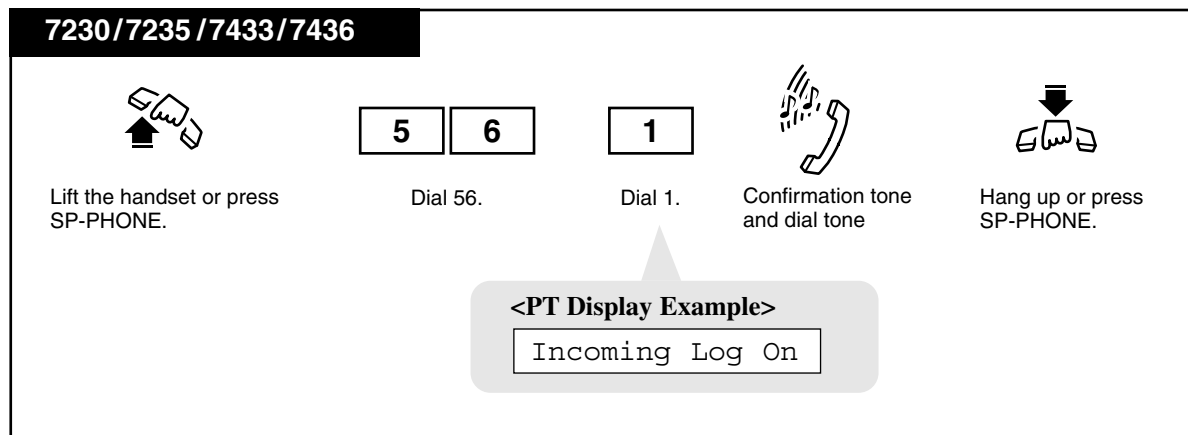 7230/7235/7433/7436
5 6
1
Lift the handset or press
SP-PHONE.
Dial 56.
Dial 1.
Confirmation tone
and dial tone
Hang up or press
SP-PHONE.
<PT Display Example>
Incoming Log On